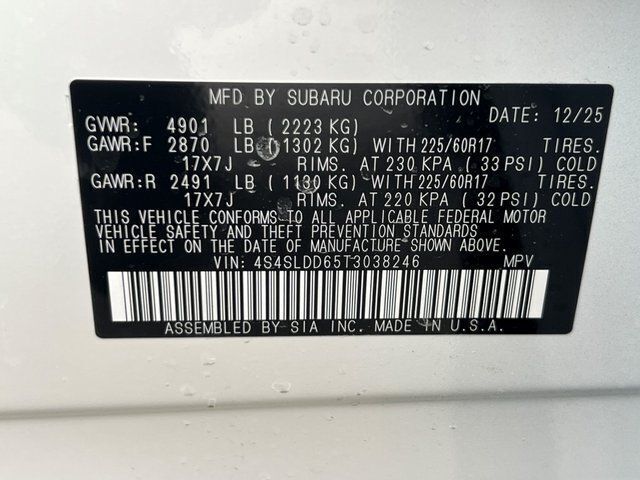 MFD BY SUBARU CORPORATION
DATE: 12/25
GVWR: 4901 LB (2223 KG)
GAWR:F 2870 LB (1302 KG) WITH 225/60R17 TIRES.
17X7J RIMS. AT 230 KPA (33 PSI) COLD
GAWR:R 2491 LB (1130 KG) WITH 225/60R17 TIRES.
17X7J RIMS. AT 220 KPA (32 PSI) COLD
THIS VEHICLE CONFORMS TO ALL APPLICABLE FEDERAL MOTOR
VEHICLE SAFETY AND THEFT PREVENTION STANDARDS
IN EFFECT ON THE DATE OF MANUFACTURE SHOWN ABOVE.
VIN: 4S4SLDD65T3038246 MPV
ASSEMBLED BY SIA INC. MADE IN U.S.A.